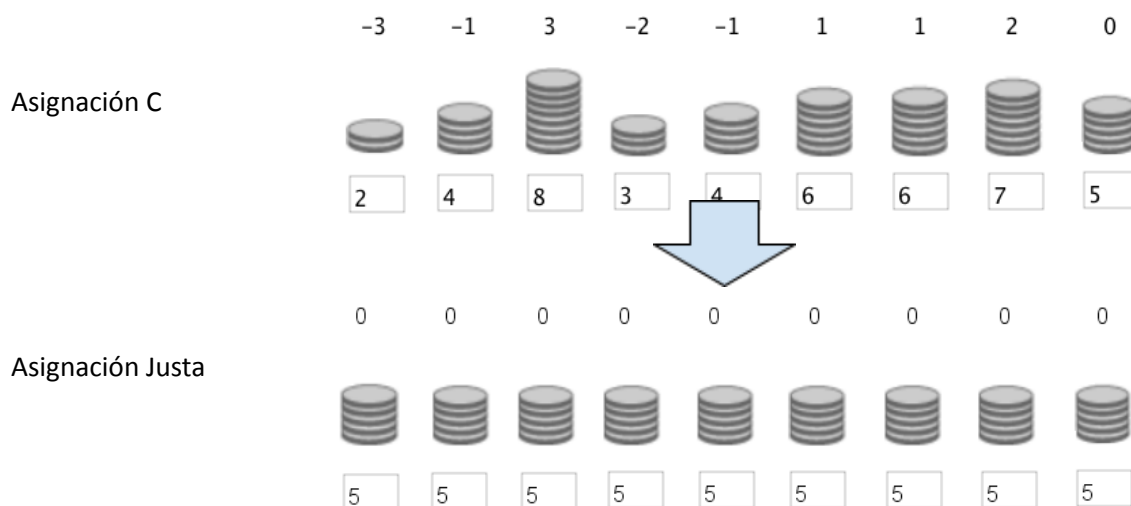 −3 −1 3 −2 −1 1 1 2 0
Asignación C
2 4 8 3 4 6 6 7 5
0 0 0 0 0 0 0 0 0
Asignación Justa
5 5 5 5 5 5 5 5 5